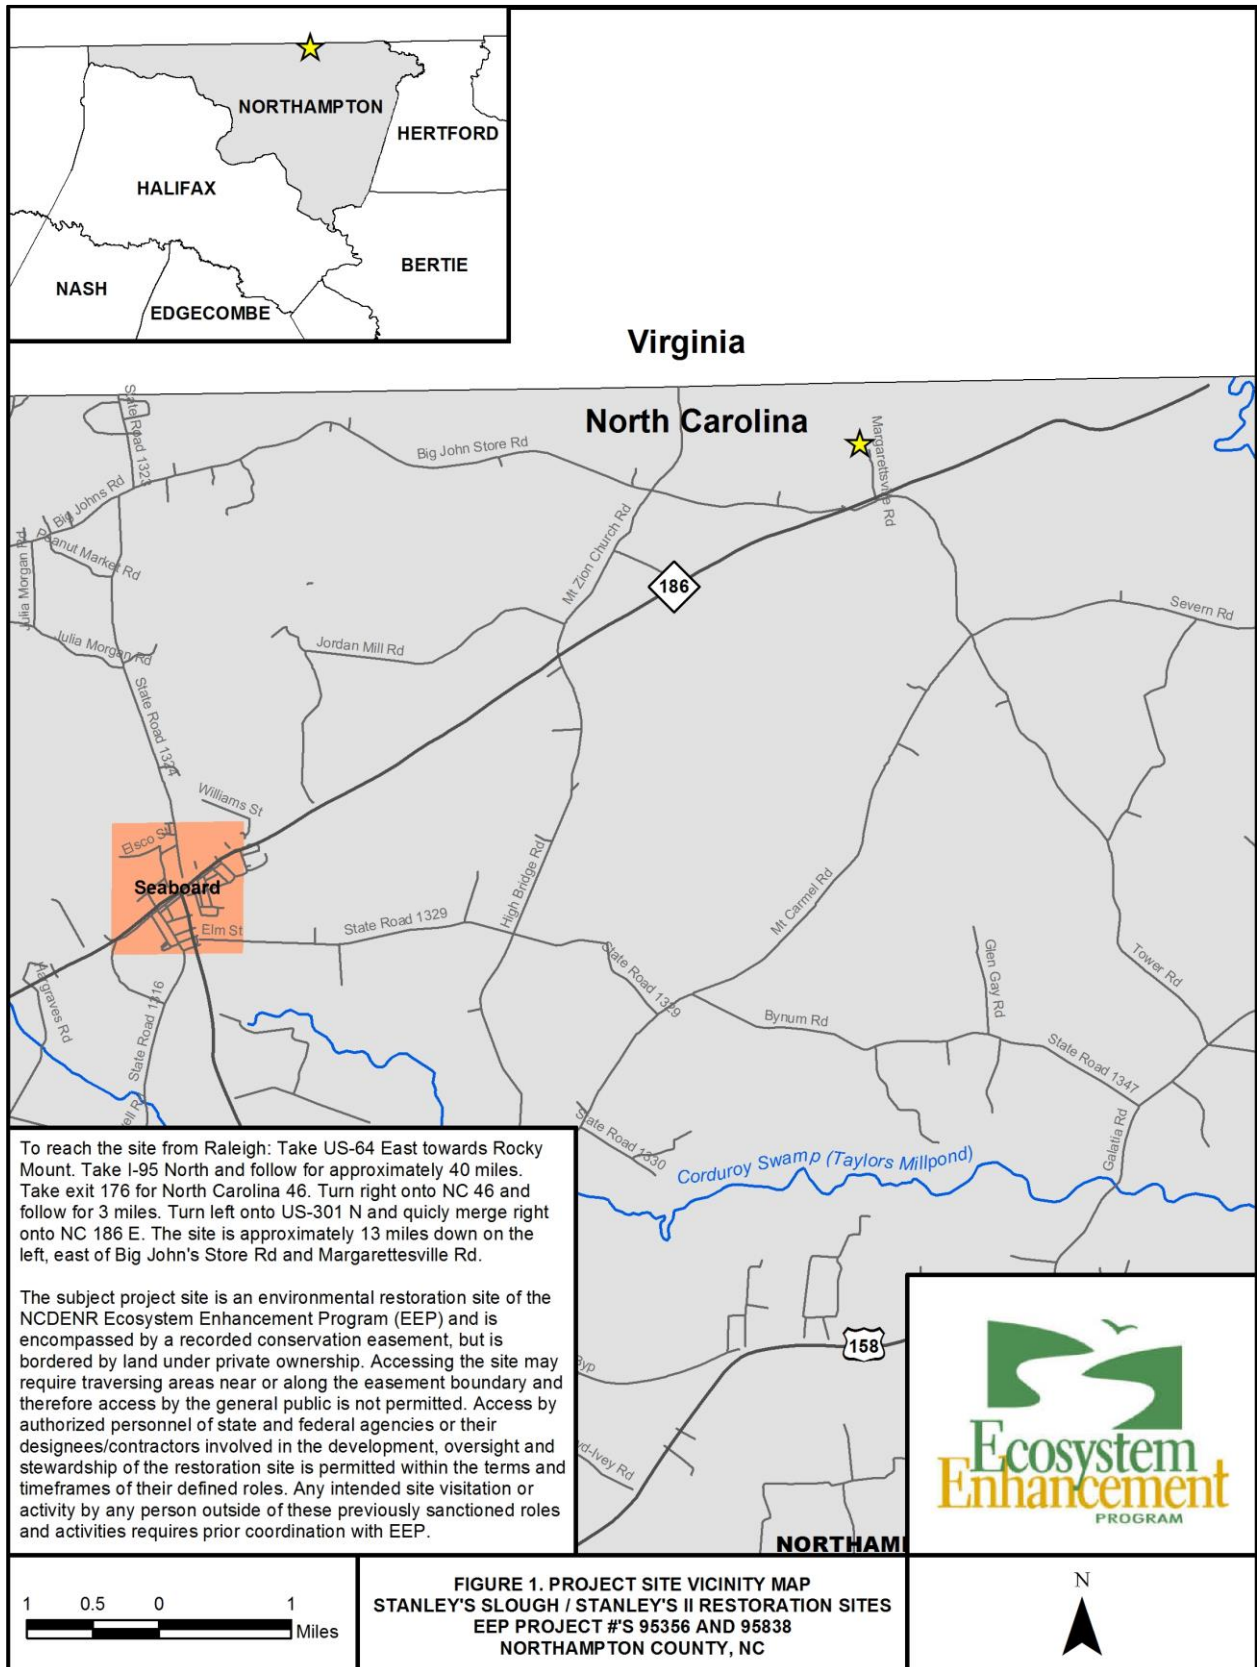 NORTHAMPTON
HERTFORD
HALIFAX
BERTIE
NASH
EDGECOMBE
Virginia
North Carolina
State Road 1323
Big John Store Rd
Margarettsville Rd
Big Johns Rd
Peanut Market Rd
Julia Morgan Rd
Mt Zion Church Rd
186
Severn Rd
Julia Morgan Rd
Jordan Mill Rd
State Road 1324
Williams St
Elsco St
Seaboard
Elm St
State Road 1329
High Bridge Rd
Mt Carmel Rd
State Road 1329
Glen Gay Rd
Tower Rd
Hargraves Rd
State Road 1316
Bynum Rd
State Road 1347
ell Rd
State Road 1330
Galatia Rd
Corduroy Swamp (Taylors Millpond)
To reach the site from Raleigh: Take US-64 East towards Rocky
Mount. Take I-95 North and follow for approximately 40 miles.
Take exit 176 for North Carolina 46. Turn right onto NC 46 and
follow for 3 miles. Turn left onto US-301 N and quicly merge right
onto NC 186 E. The site is approximately 13 miles down on the
left, east of Big John's Store Rd and Margarettesville Rd.
The subject project site is an environmental restoration site of the
NCDENR Ecosystem Enhancement Program (EEP) and is
encompassed by a recorded conservation easement, but is
bordered by land under private ownership. Accessing the site may
require traversing areas near or along the easement boundary and
therefore access by the general public is not permitted. Access by
authorized personnel of state and federal agencies or their
designees/contractors involved in the development, oversight and
stewardship of the restoration site is permitted within the terms and
timeframes of their defined roles. Any intended site visitation or
activity by any person outside of these previously sanctioned roles
and activities requires prior coordination with EEP.
158
Byp
yd-Ivey Rd
NORTHAM
Ecosystem
Enhancement
PROGRAM
1 0.5 0 1
Miles
FIGURE 1. PROJECT SITE VICINITY MAP
STANLEY'S SLOUGH / STANLEY'S II RESTORATION SITES
EEP PROJECT #'S 95356 AND 95838
NORTHAMPTON COUNTY, NC
N